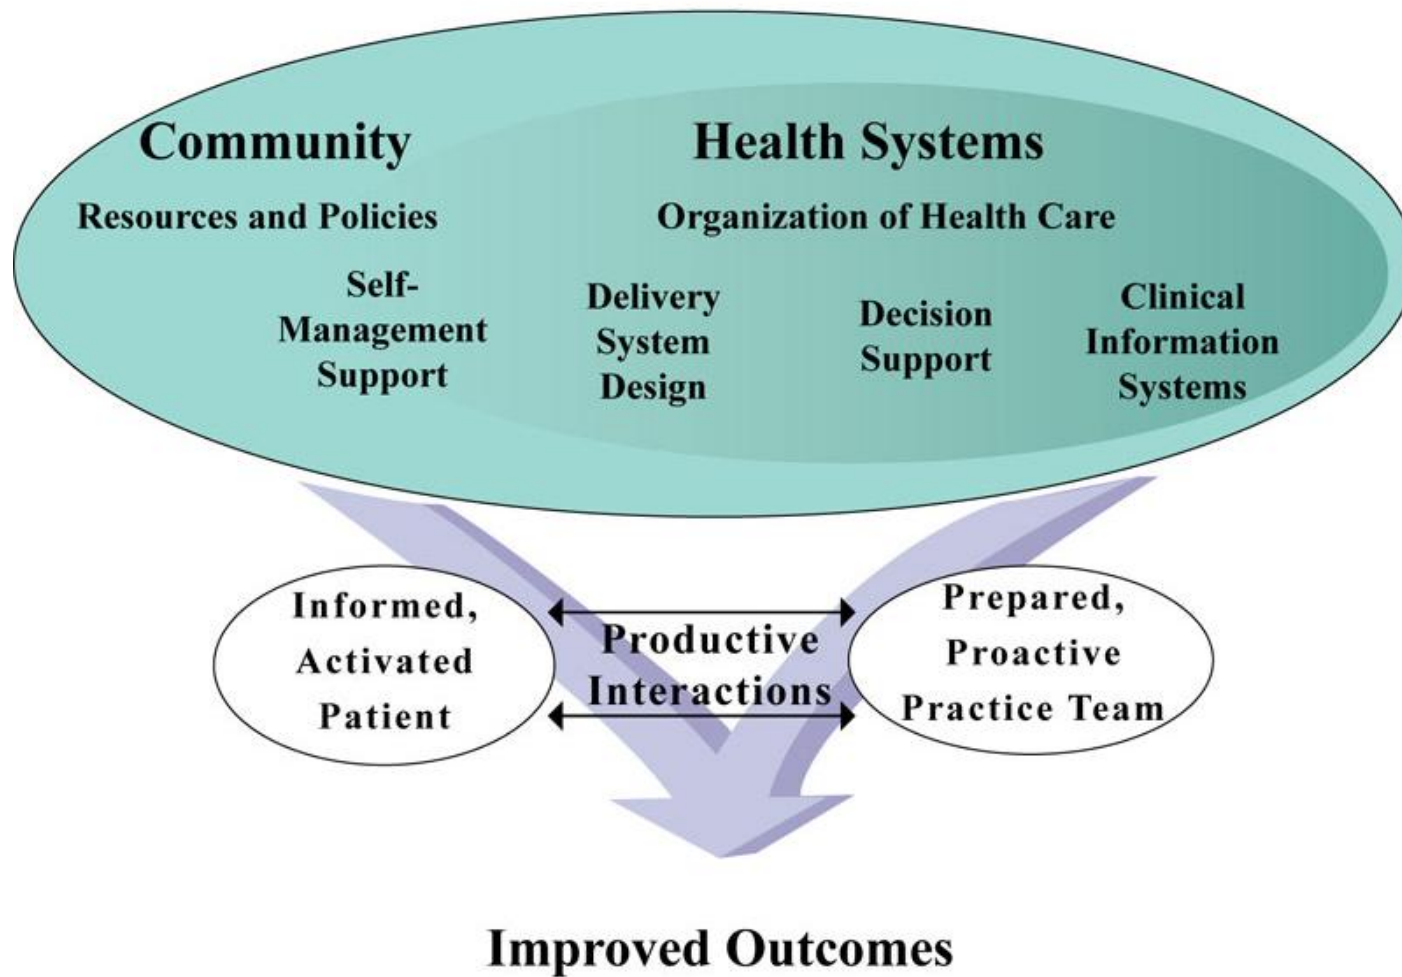 Community
Resources and Policies
Health Systems
Organization of Health Care
Self-
Management
Support
Delivery
System
Design
Decision
Support
Clinical
Information
Systems
Informed,
Activated
Patient
Productive
Interactions
Prepared,
Proactive
Practice Team
Improved Outcomes